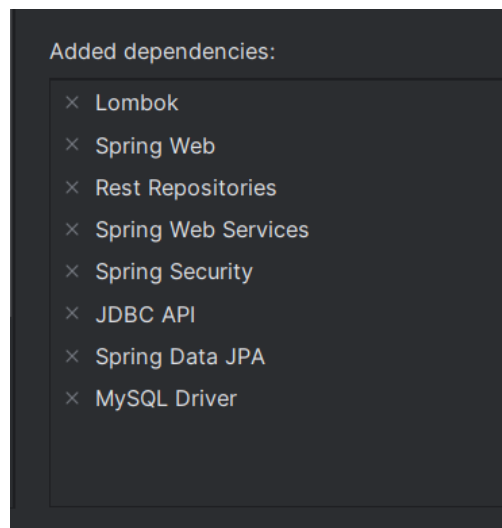 Added dependencies:
Lombok
Spring Web
Rest Repositories
Spring Web Services
Spring Security
JDBC API
Spring Data JPA
MySQL Driver